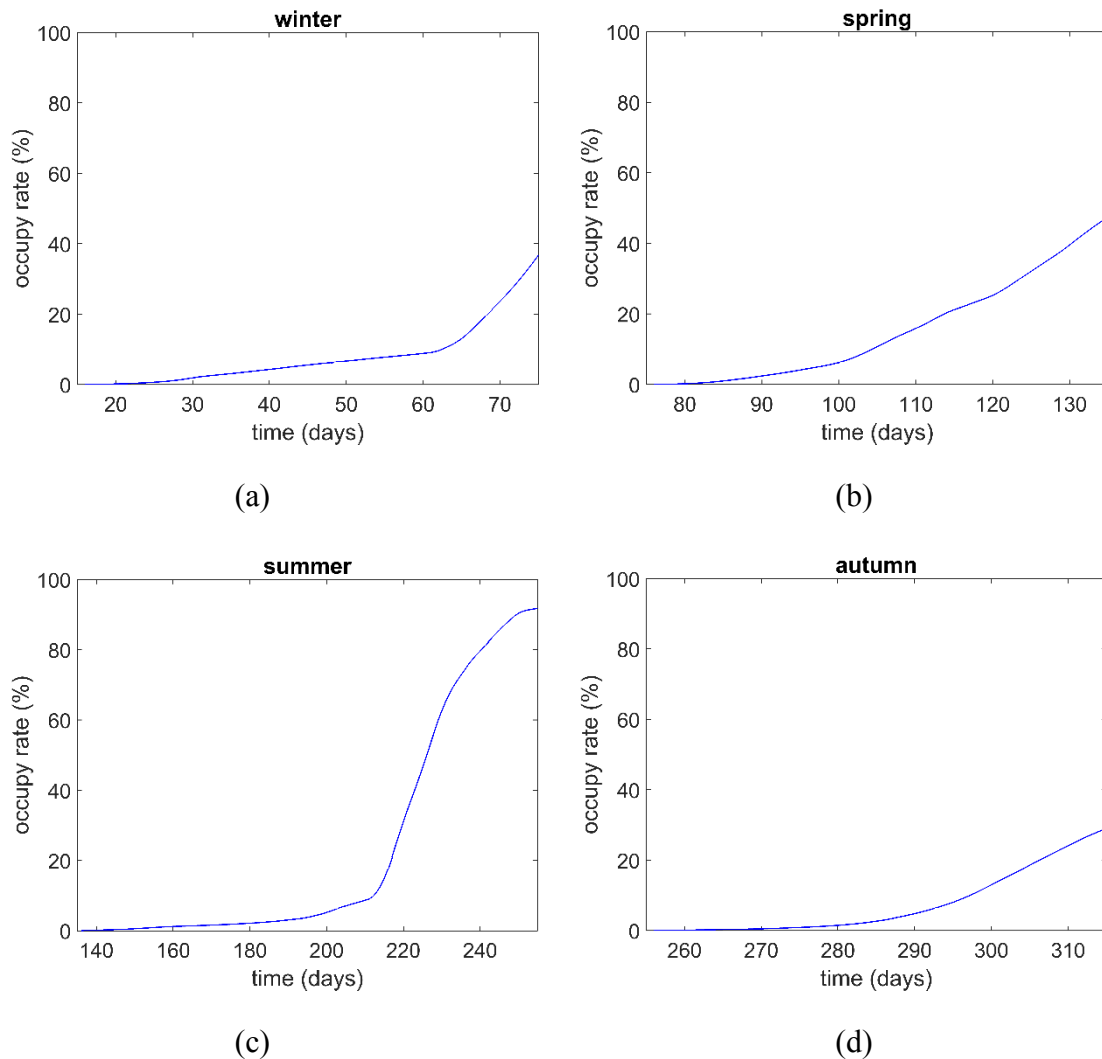 winter
100
80
60
40
20
0
occupy rate (%)
20 30 40 50 60 70
time (days)
(a)
spring
100
80
60
40
20
0
occupy rate (%)
80 90 100 110 120 130
time (days)
(b)
summer
100
80
60
40
20
0
occupy rate (%)
140 160 180 200 220 240
time (days)
(c)
autumn
100
80
60
40
20
0
occupy rate (%)
260 270 280 290 300 310
time (days)
(d)